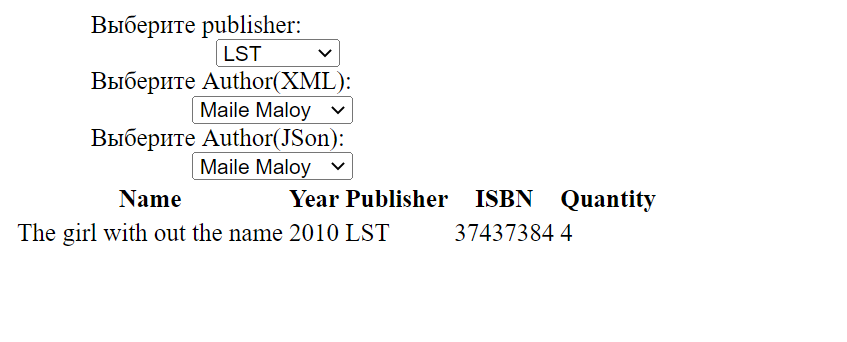 Выберите publisher:
LST
Выберите Author(XML):
Maile Maloy
Выберите Author(JSon):
Maile Maloy
Name Year Publisher ISBN Quantity
The girl with out the name 2010 LST 37437384 4